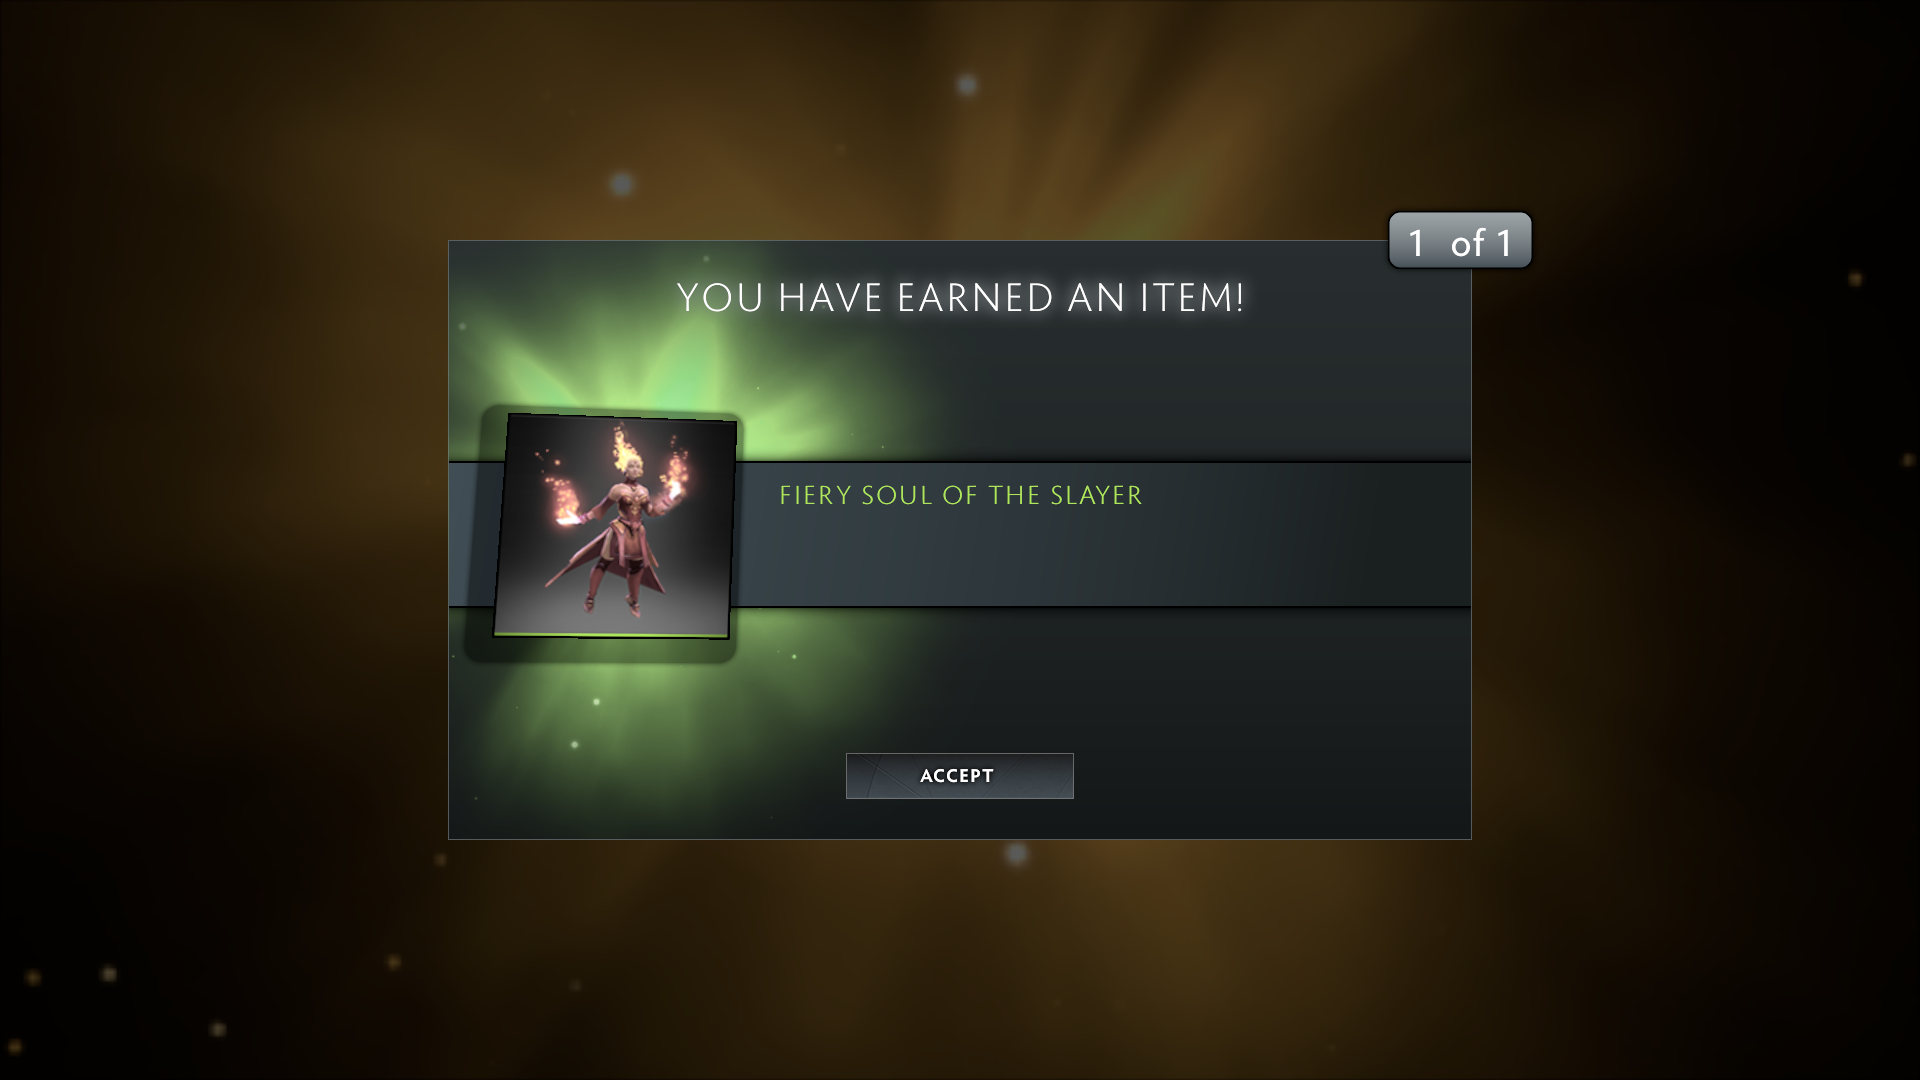 1 of 1
YOU HAVE EARNED AN ITEM!
FIERY SOUL OF THE SLAYER
ACCEPT